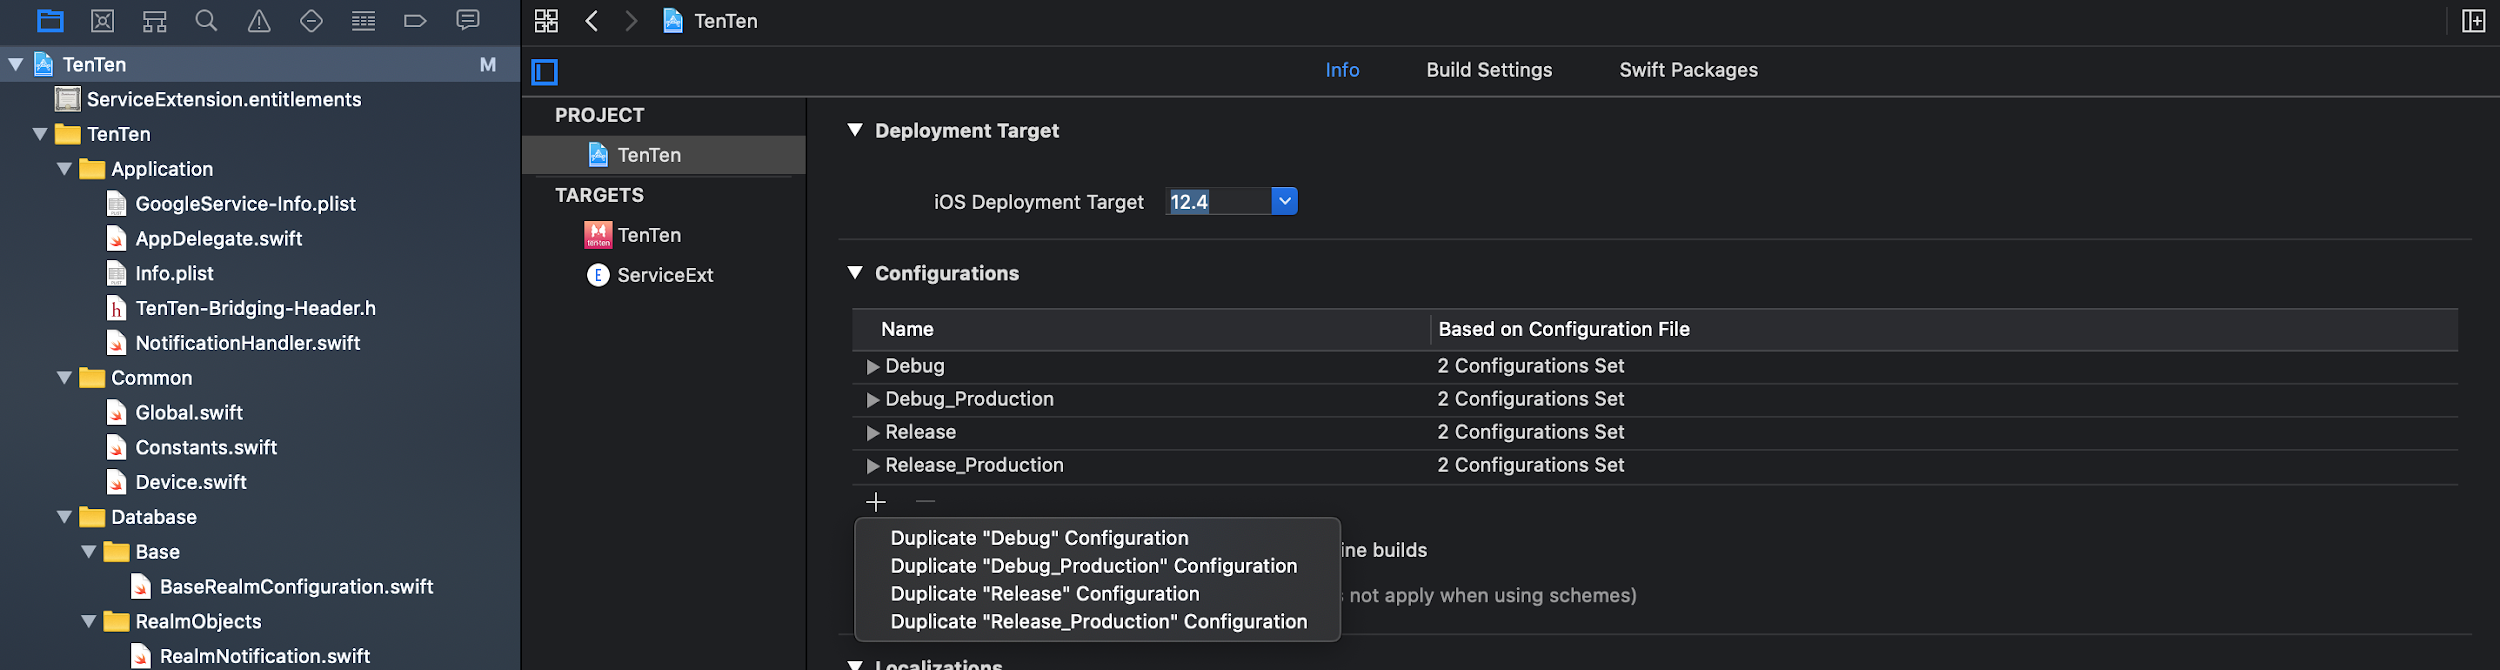 TenTen
TenTen M
ServiceExtension.entitlements
TenTen
Application
GoogleService-Info.plist
AppDelegate.swift
Info.plist
TenTen-Bridging-Header.h
NotificationHandler.swift
Common
Global.swift
Constants.swift
Device.swift
Database
Base
BaseRealmConfiguration.swift
RealmObjects
RealmNotification.swift
Info Build Settings Swift Packages
PROJECT
TenTen
TARGETS
TenTen
ServiceExt
Deployment Target
iOS Deployment Target 12.4
Configurations
Name Based on Configuration File
Debug 2 Configurations Set
Debug_Production 2 Configurations Set
Release 2 Configurations Set
Release_Production 2 Configurations Set
Duplicate "Debug" Configuration
Duplicate "Debug_Production" Configuration
Duplicate "Release" Configuration
Duplicate "Release_Production" Configuration
ine builds
not apply when using schemes)
Localizations